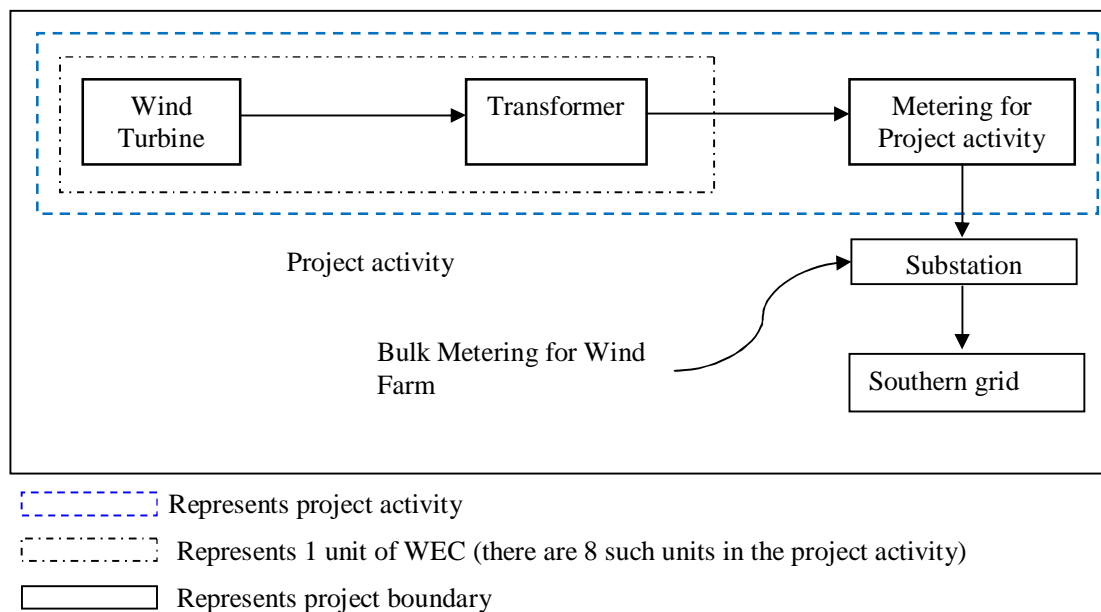 Wind
Turbine
Transformer
Metering for
Project activity
Project activity
Substation
Bulk Metering for Wind
Farm
Southern grid
Represents project activity
Represents 1 unit of WEC (there are 8 such units in the project activity)
Represents project boundary